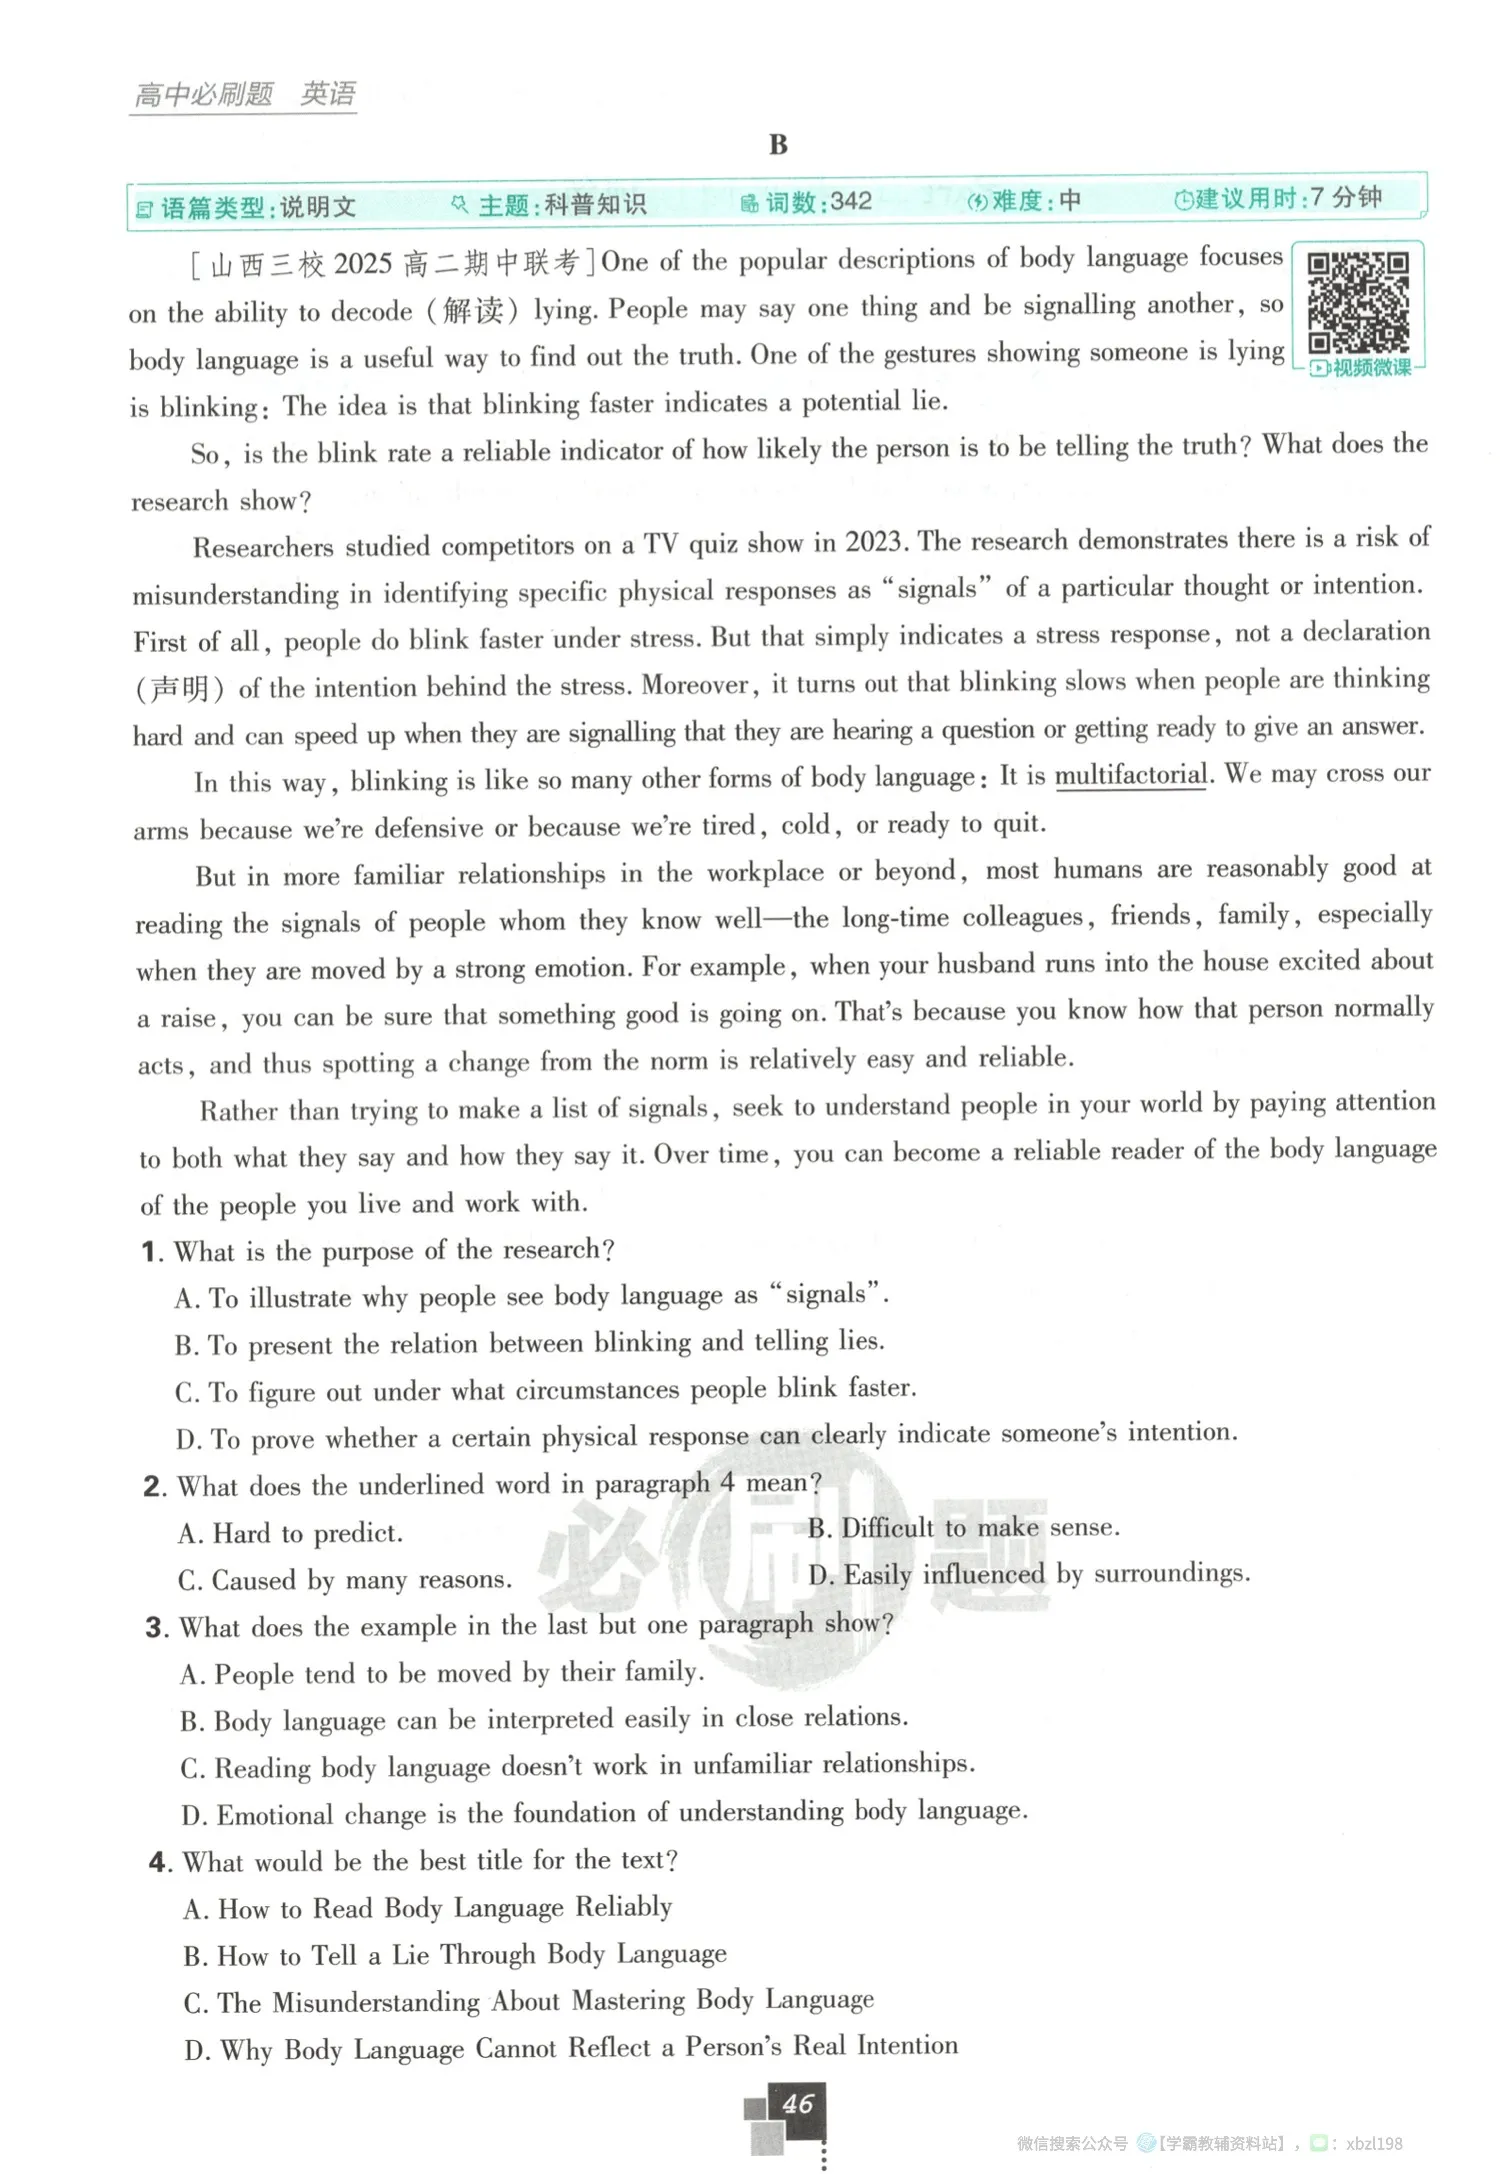 高中必刷题 英语
B
语篇类型:说明文 主题:科普知识 词数:342 难度:中 建议用时:7分钟
[山西三校2025高二期中联考]One of the popular descriptions of body language focuses
on the ability to decode(解读)lying. People may say one thing and be signalling another, so
body language is a useful way to find out the truth. One of the gestures showing someone is lying
视频微课
is blinking: The idea is that blinking faster indicates a potential lie.
So, is the blink rate a reliable indicator of how likely the person is to be telling the truth? What does the
research show?
Researchers studied competitors on a TV quiz show in 2023. The research demonstrates there is a risk of
misunderstanding in identifying specific physical responses as “signals” of a particular thought or intention.
First of all, people do blink faster under stress. But that simply indicates a stress response, not a declaration
(声明)of the intention behind the stress. Moreover, it turns out that blinking slows when people are thinking
hard and can speed up when they are signalling that they are hearing a question or getting ready to give an answer.
In this way, blinking is like so many other forms of body language: It is multifactorial. We may cross our
arms because we’re defensive or because we’re tired, cold, or ready to quit.
But in more familiar relationships in the workplace or beyond, most humans are reasonably good at
reading the signals of people whom they know well—the long-time colleagues, friends, family, especially
when they are moved by a strong emotion. For example, when your husband runs into the house excited about
a raise, you can be sure that something good is going on. That’s because you know how that person normally
acts, and thus spotting a change from the norm is relatively easy and reliable.
Rather than trying to make a list of signals, seek to understand people in your world by paying attention
to both what they say and how they say it. Over time, you can become a reliable reader of the body language
of the people you live and work with.
1. What is the purpose of the research?
A. To illustrate why people see body language as “signals”.
B. To present the relation between blinking and telling lies.
C. To figure out under what circumstances people blink faster.
D. To prove whether a certain physical response can clearly indicate someone’s intention.
2. What does the underlined word in paragraph 4 mean?
A. Hard to predict. B. Difficult to make sense.
C. Caused by many reasons. D. Easily influenced by surroundings.
必刷题
3. What does the example in the last but one paragraph show?
A. People tend to be moved by their family.
B. Body language can be interpreted easily in close relations.
C. Reading body language doesn’t work in unfamiliar relationships.
D. Emotional change is the foundation of understanding body language.
4. What would be the best title for the text?
A. How to Read Body Language Reliably
B. How to Tell a Lie Through Body Language
C. The Misunderstanding About Mastering Body Language
D. Why Body Language Cannot Reflect a Person’s Real Intention
46
微信搜索公众号 【学霸教辅资料站】, : xbzl198